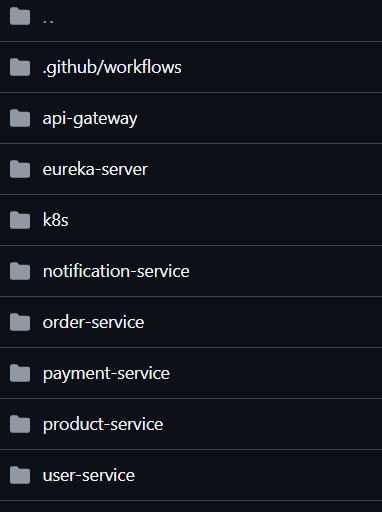 ..
.github/workflows
api-gateway
eureka-server
k8s
notification-service
order-service
payment-service
product-service
user-service